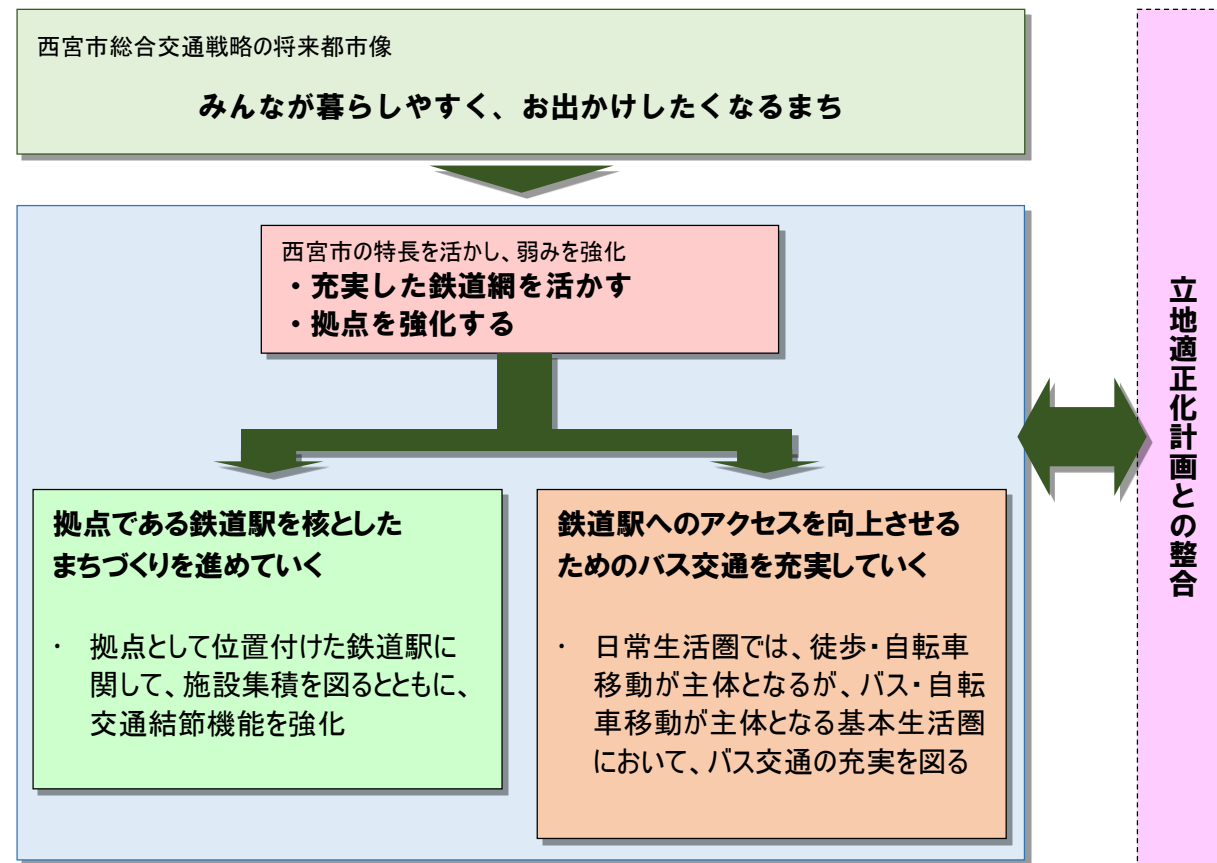 西宮市総合交通戦略の将来都市像
みんなが暮らしやすく、お出かけしたくなるまち
西宮市の特長を活かし、弱みを強化
・充実した鉄道網を活かす
・拠点を強化する
拠点である鉄道駅を核とした
まちづくりを進めていく
・ 拠点として位置付けた鉄道駅に
関して、施設集積を図るとともに、
交通結節機能を強化
鉄道駅へのアクセスを向上させる
ためのバス交通を充実していく
・ 日常生活圏では、徒歩・自転車
移動が主体となるが、バス・自転
車移動が主体となる基本生活圏
において、バス交通の充実を図る
立地適正化計画との整合